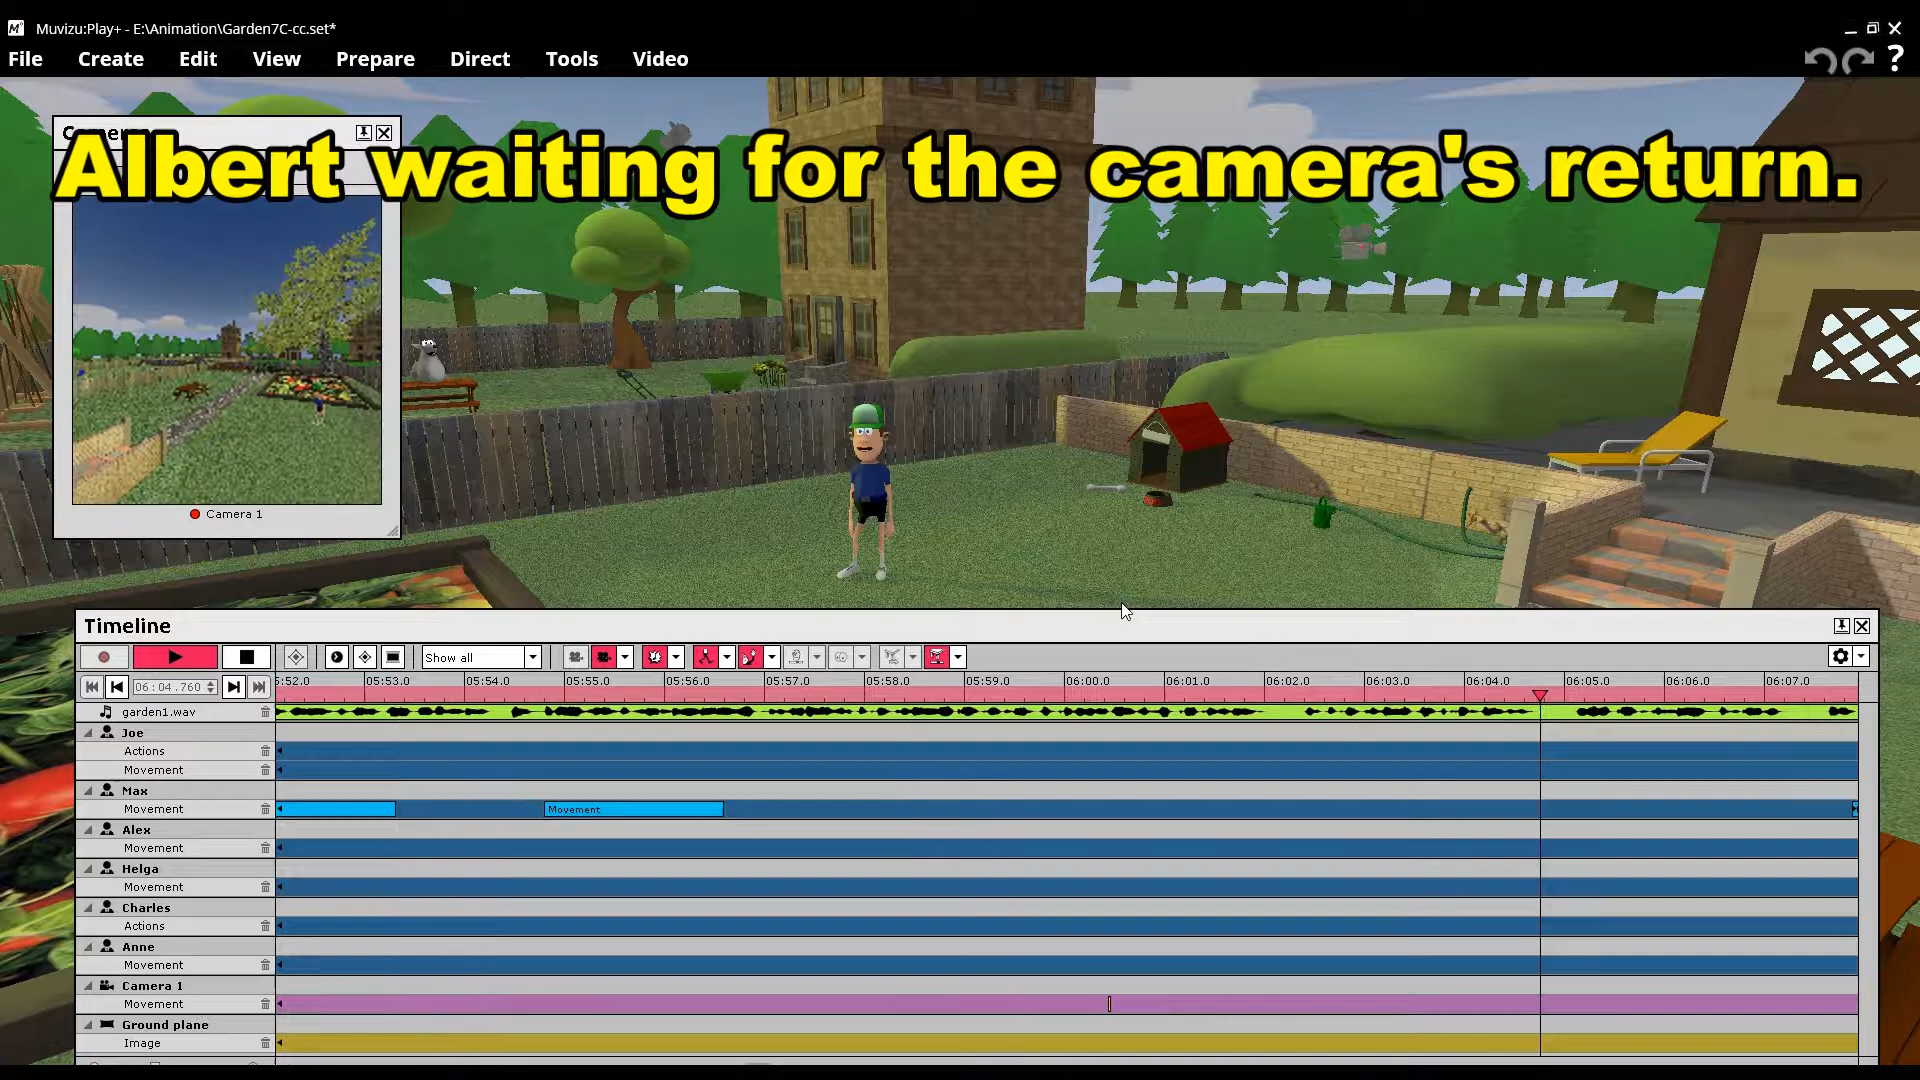 Muvizu:Play+ - E:\Animation\Garden7C-cc.set*
File Create Edit View Prepare Direct Tools Video ?
Albert waiting for the camera's return.
Camera 1
Timeline
Show all
06:04.760
5:52.0 05:53.0 05:54.0 05:55.0 05:56.0 05:57.0 05:58.0 05:59.0 06:00.0 06:01.0 06:02.0 06:03.0 06:04.0 06:05.0 06:06.0 06:07.0
garden1.wav
Joe
Actions
Movement
Max
Movement Movement
Alex
Movement
Helga
Movement
Charles
Actions
Anne
Movement
Camera 1
Movement
Ground plane
Image